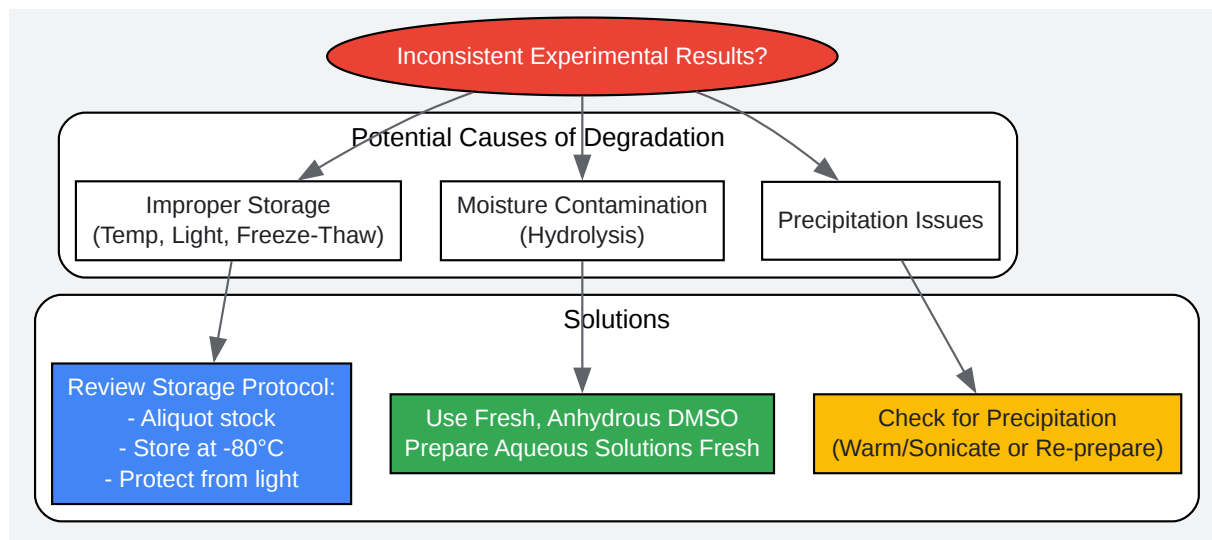 Inconsistent Experimental Results?
Potential Causes of Degradation
Improper Storage
(Temp, Light, Freeze-Thaw)
Moisture Contamination
(Hydrolysis)
Precipitation Issues
Solutions
Review Storage Protocol:
- Aliquot stock
- Store at -80°C
- Protect from light
Use Fresh, Anhydrous DMSO
Prepare Aqueous Solutions Fresh
Check for Precipitation
(Warm/Sonicate or Re-prepare)